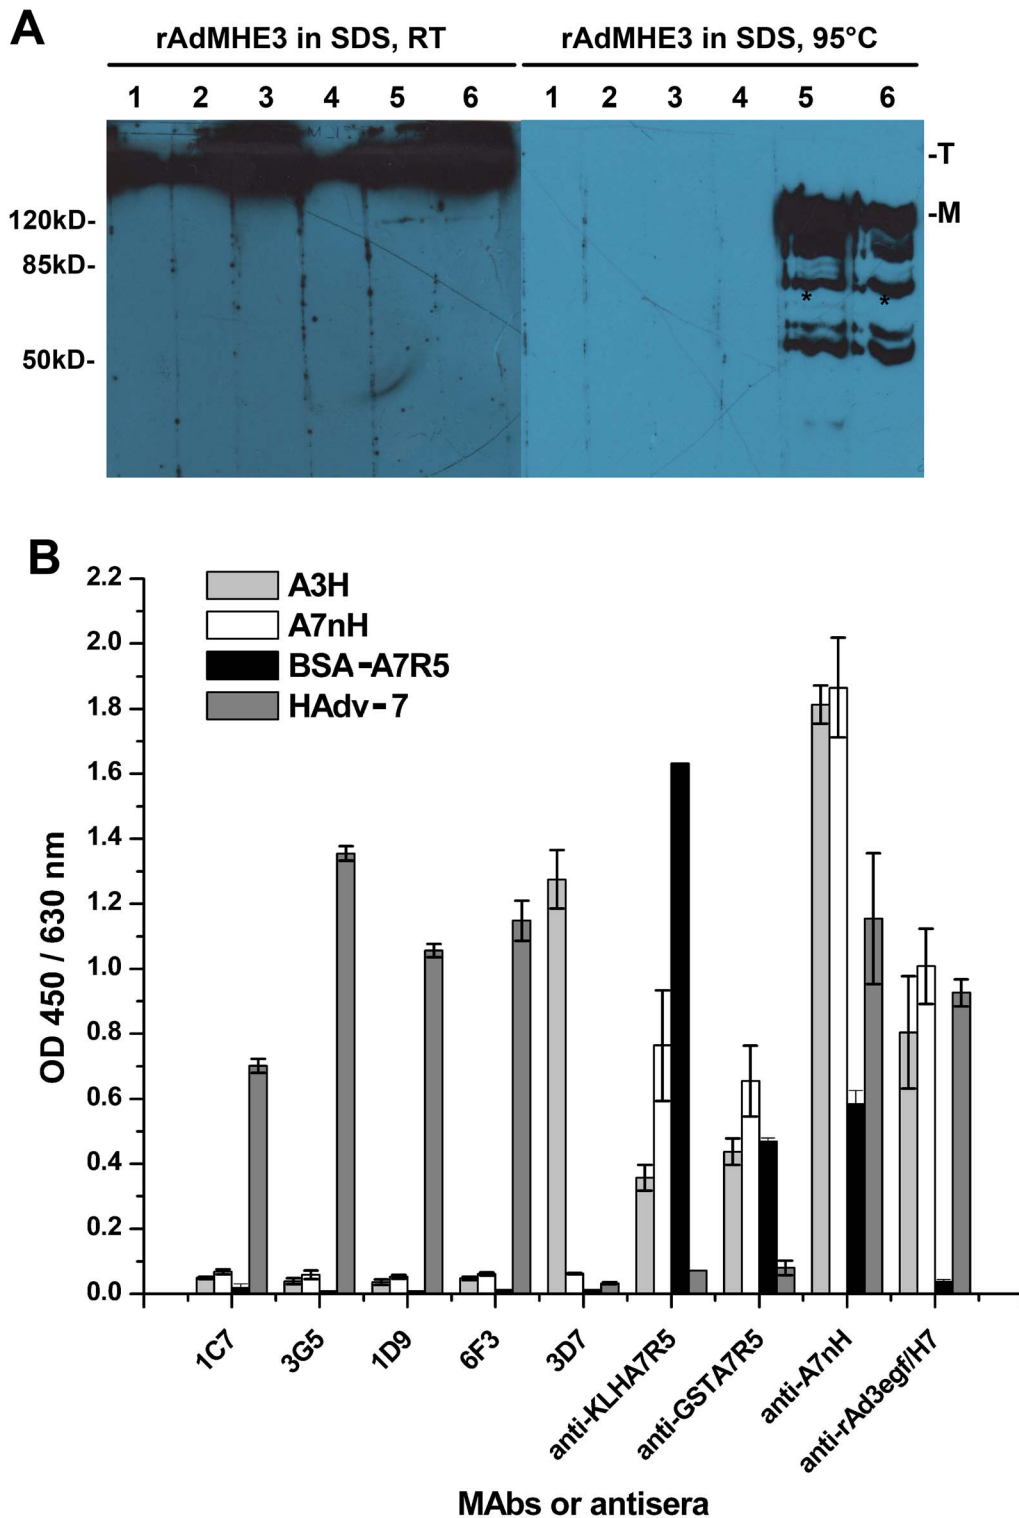 A
rAdMHE3 in SDS, RT
rAdMHE3 in SDS, 95°C
1 2 3 4 5 6
1 2 3 4 5 6
-T
120kD-
-M
85kD-
* *
50kD-
B
A3H
A7nH
BSA-A7R5
HAdv-7
OD 450 / 630 nm
2.2
2.0
1.8
1.6
1.4
1.2
1.0
0.8
0.6
0.4
0.2
0.0
1C7
3G5
1D9
6F3
3D7
anti-KLHA7R5
anti-GSTA7R5
anti-A7nH
anti-rAd3egf/H7
MAbs or antisera